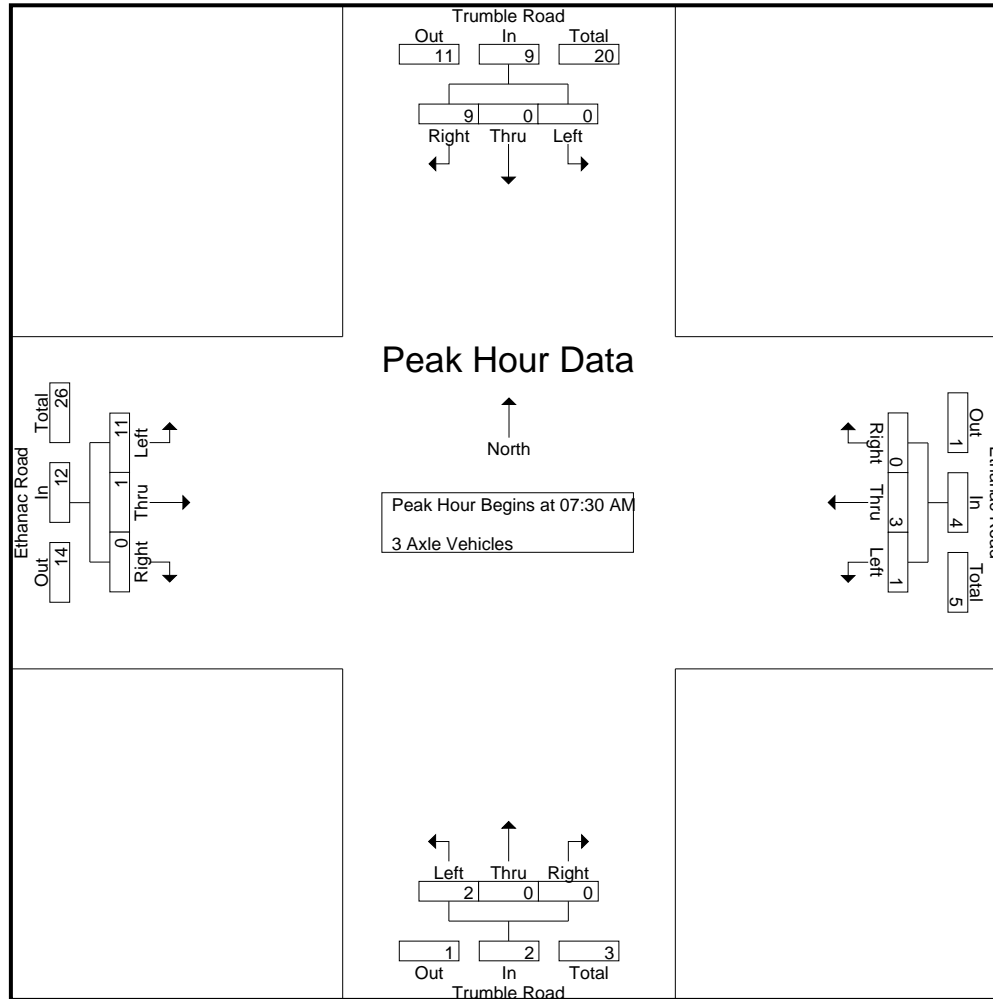 Trumble Road
Out In Total
11 9 20
9 0 0
Right Thru Left
Peak Hour Data
North
Peak Hour Begins at 07:30 AM
3 Axle Vehicles
Ethanac Road
Total In Out
26 12 14
11 1 0
Left Thru Right
Ethanac Road
Out In Total
1 4 5
0 3 1
Right Thru Left
Left Thru Right
2 0 0
1 2 3
Out In Total
Trumble Road